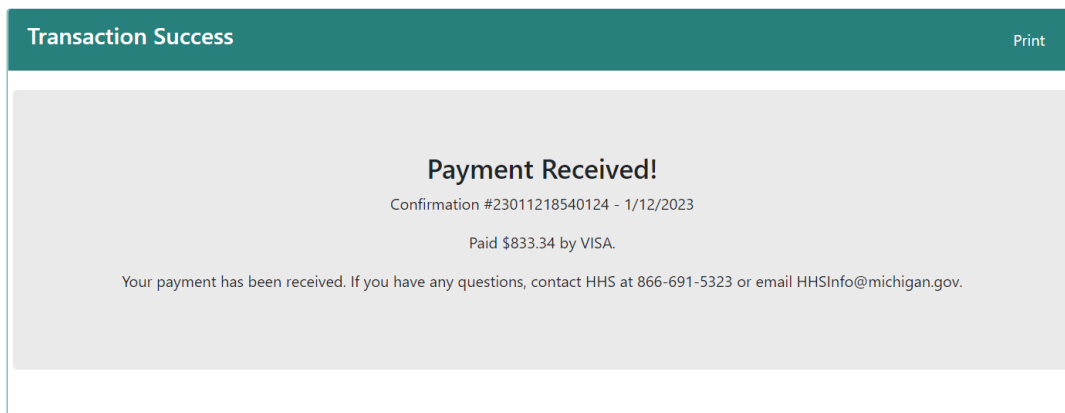 Transaction Success
Print
Payment Received!
Confirmation #23011218540124 - 1/12/2023
Paid $833.34 by VISA.
Your payment has been received. If you have any questions, contact HHS at 866-691-5323 or email HHSInfo@michigan.gov.